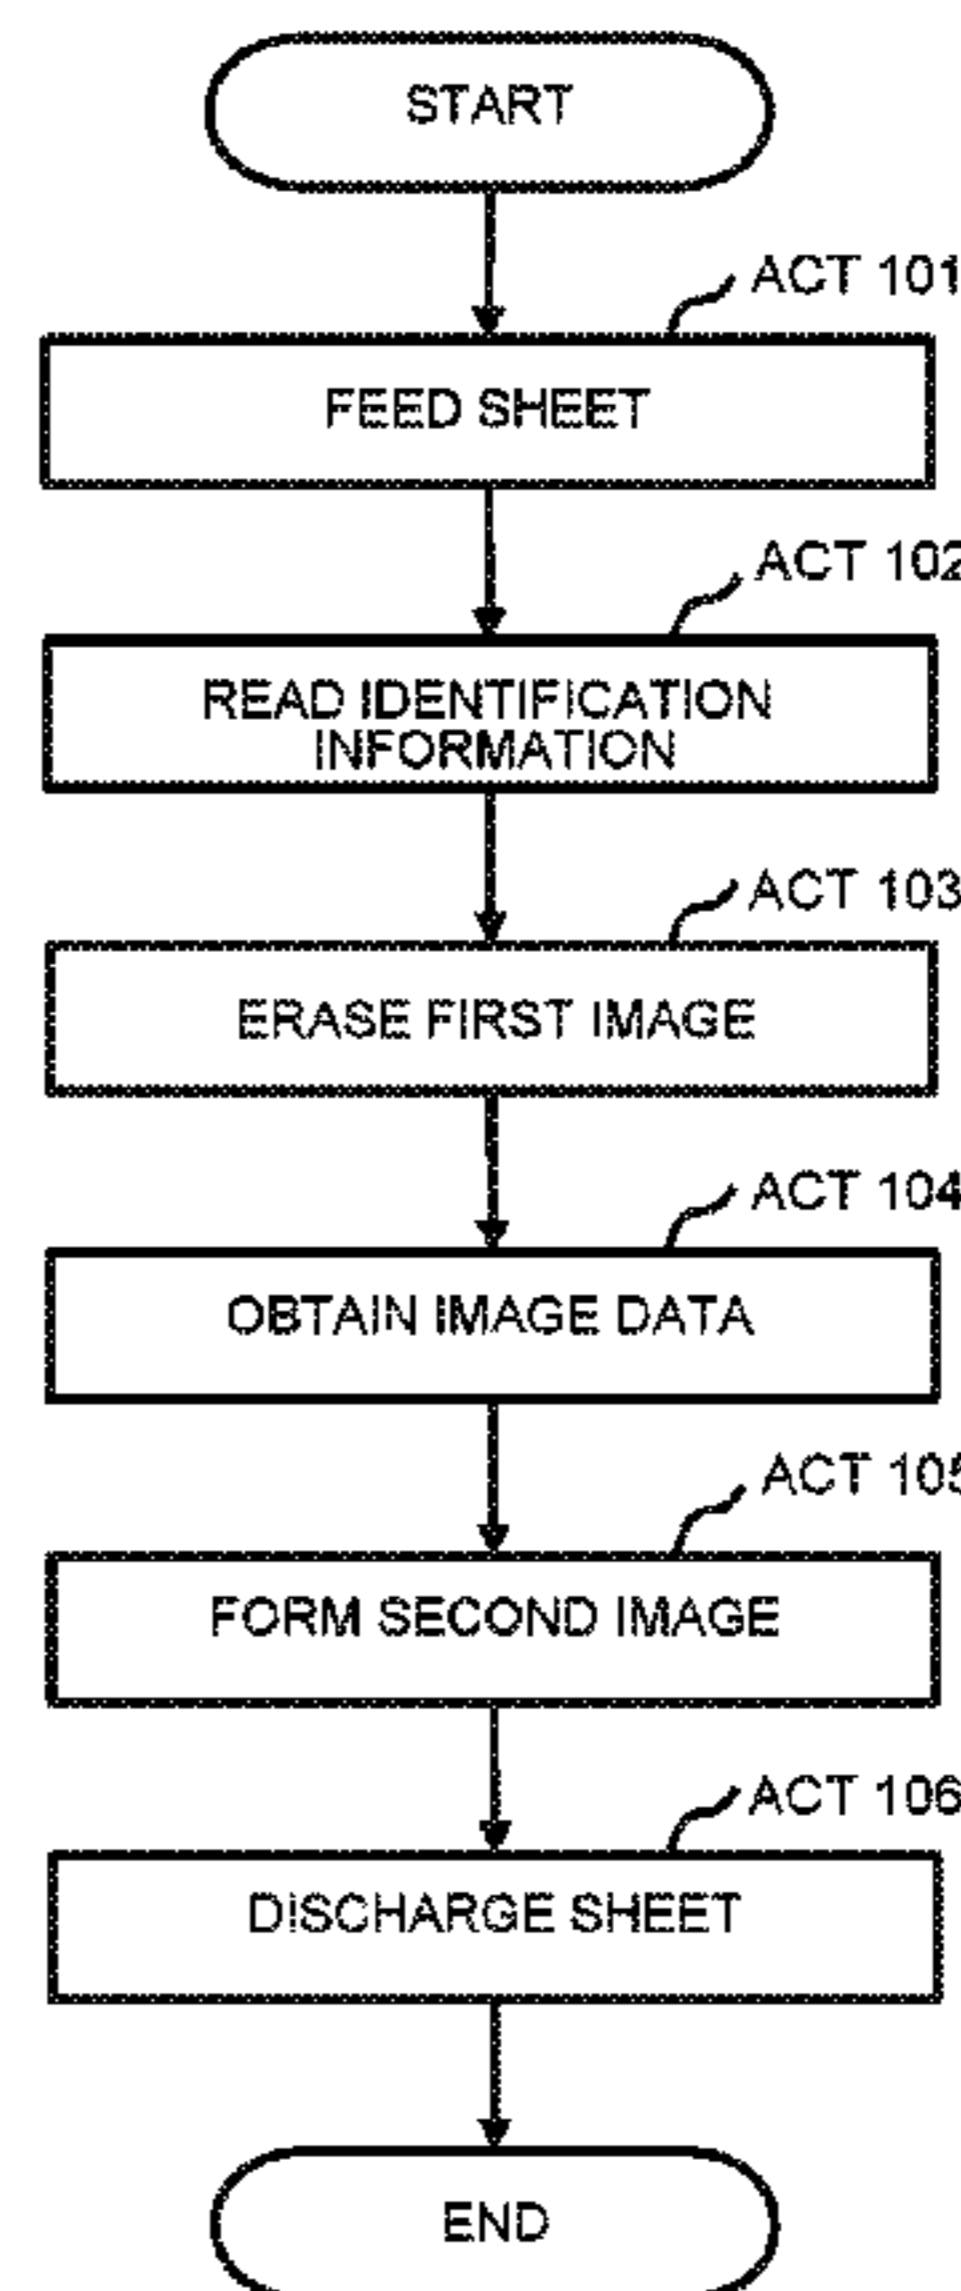 START
ACT 101
FEED SHEET
ACT 102
READ IDENTIFICATION
INFORMATION
ACT 103
ERASE FIRST IMAGE
ACT 104
OBTAIN IMAGE DATA
ACT 105
FORM SECOND IMAGE
ACT 106
DISCHARGE SHEET
END